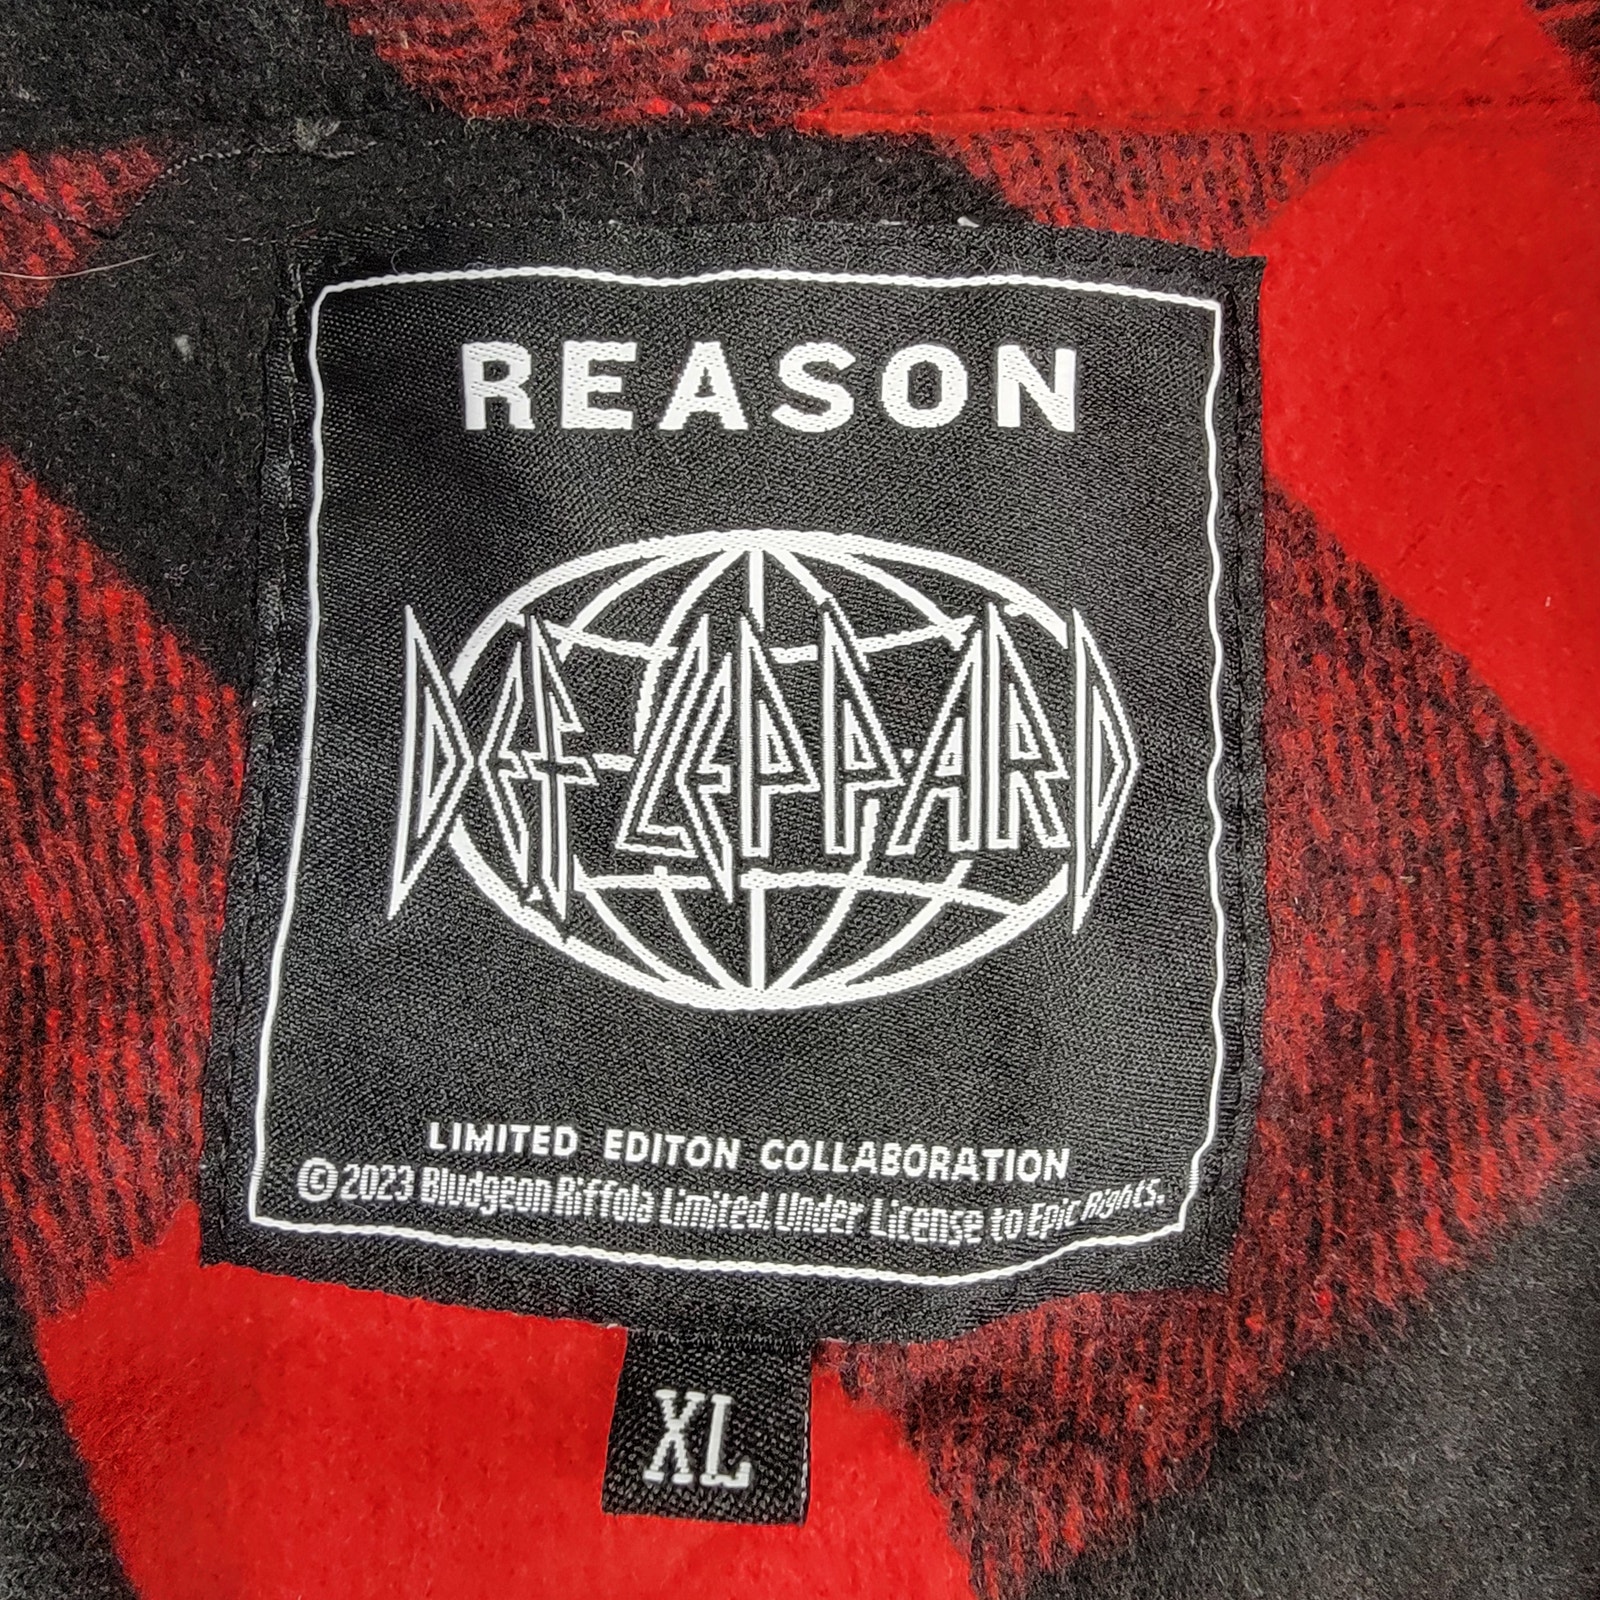 REASON
DEF LEPPARD
LIMITED EDITON COLLABORATION
©2023 Bludgeon Riffola Limited. Under License to Epic Rights.
XL